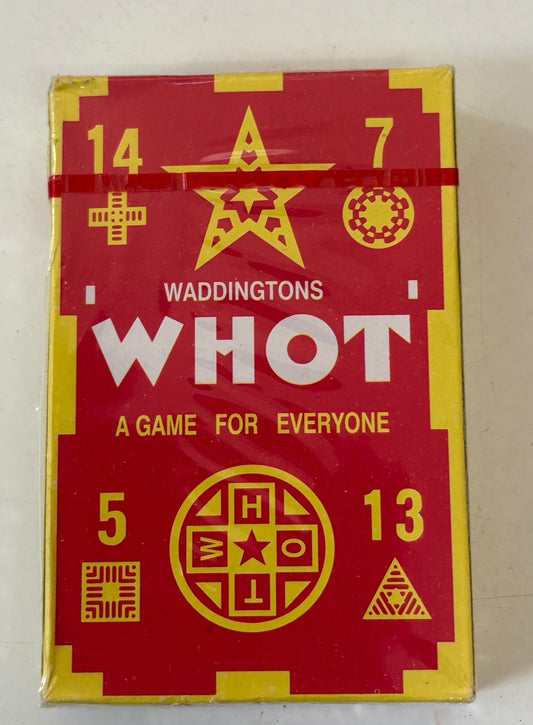 14 7
WADDINGTONS
'WHOT'
A GAME FOR EVERYONE
5 13
H
W O
T